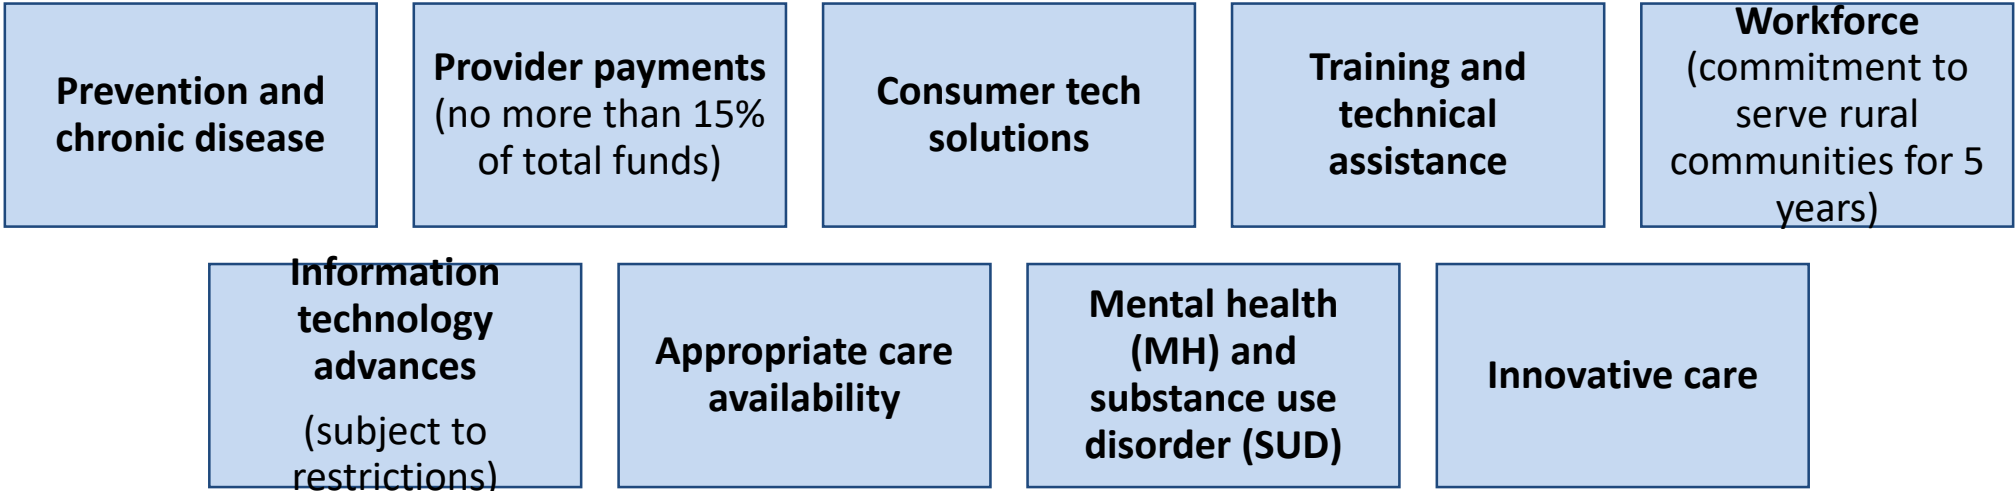 Prevention and
chronic disease
Provider payments
(no more than 15%
of total funds)
Consumer tech
solutions
Training and
technical
assistance
Workforce
(commitment to
serve rural
communities for 5
years)
Information
technology
advances
(subject to
restrictions)
Appropriate care
availability
Mental health
(MH) and
substance use
disorder (SUD)
Innovative care